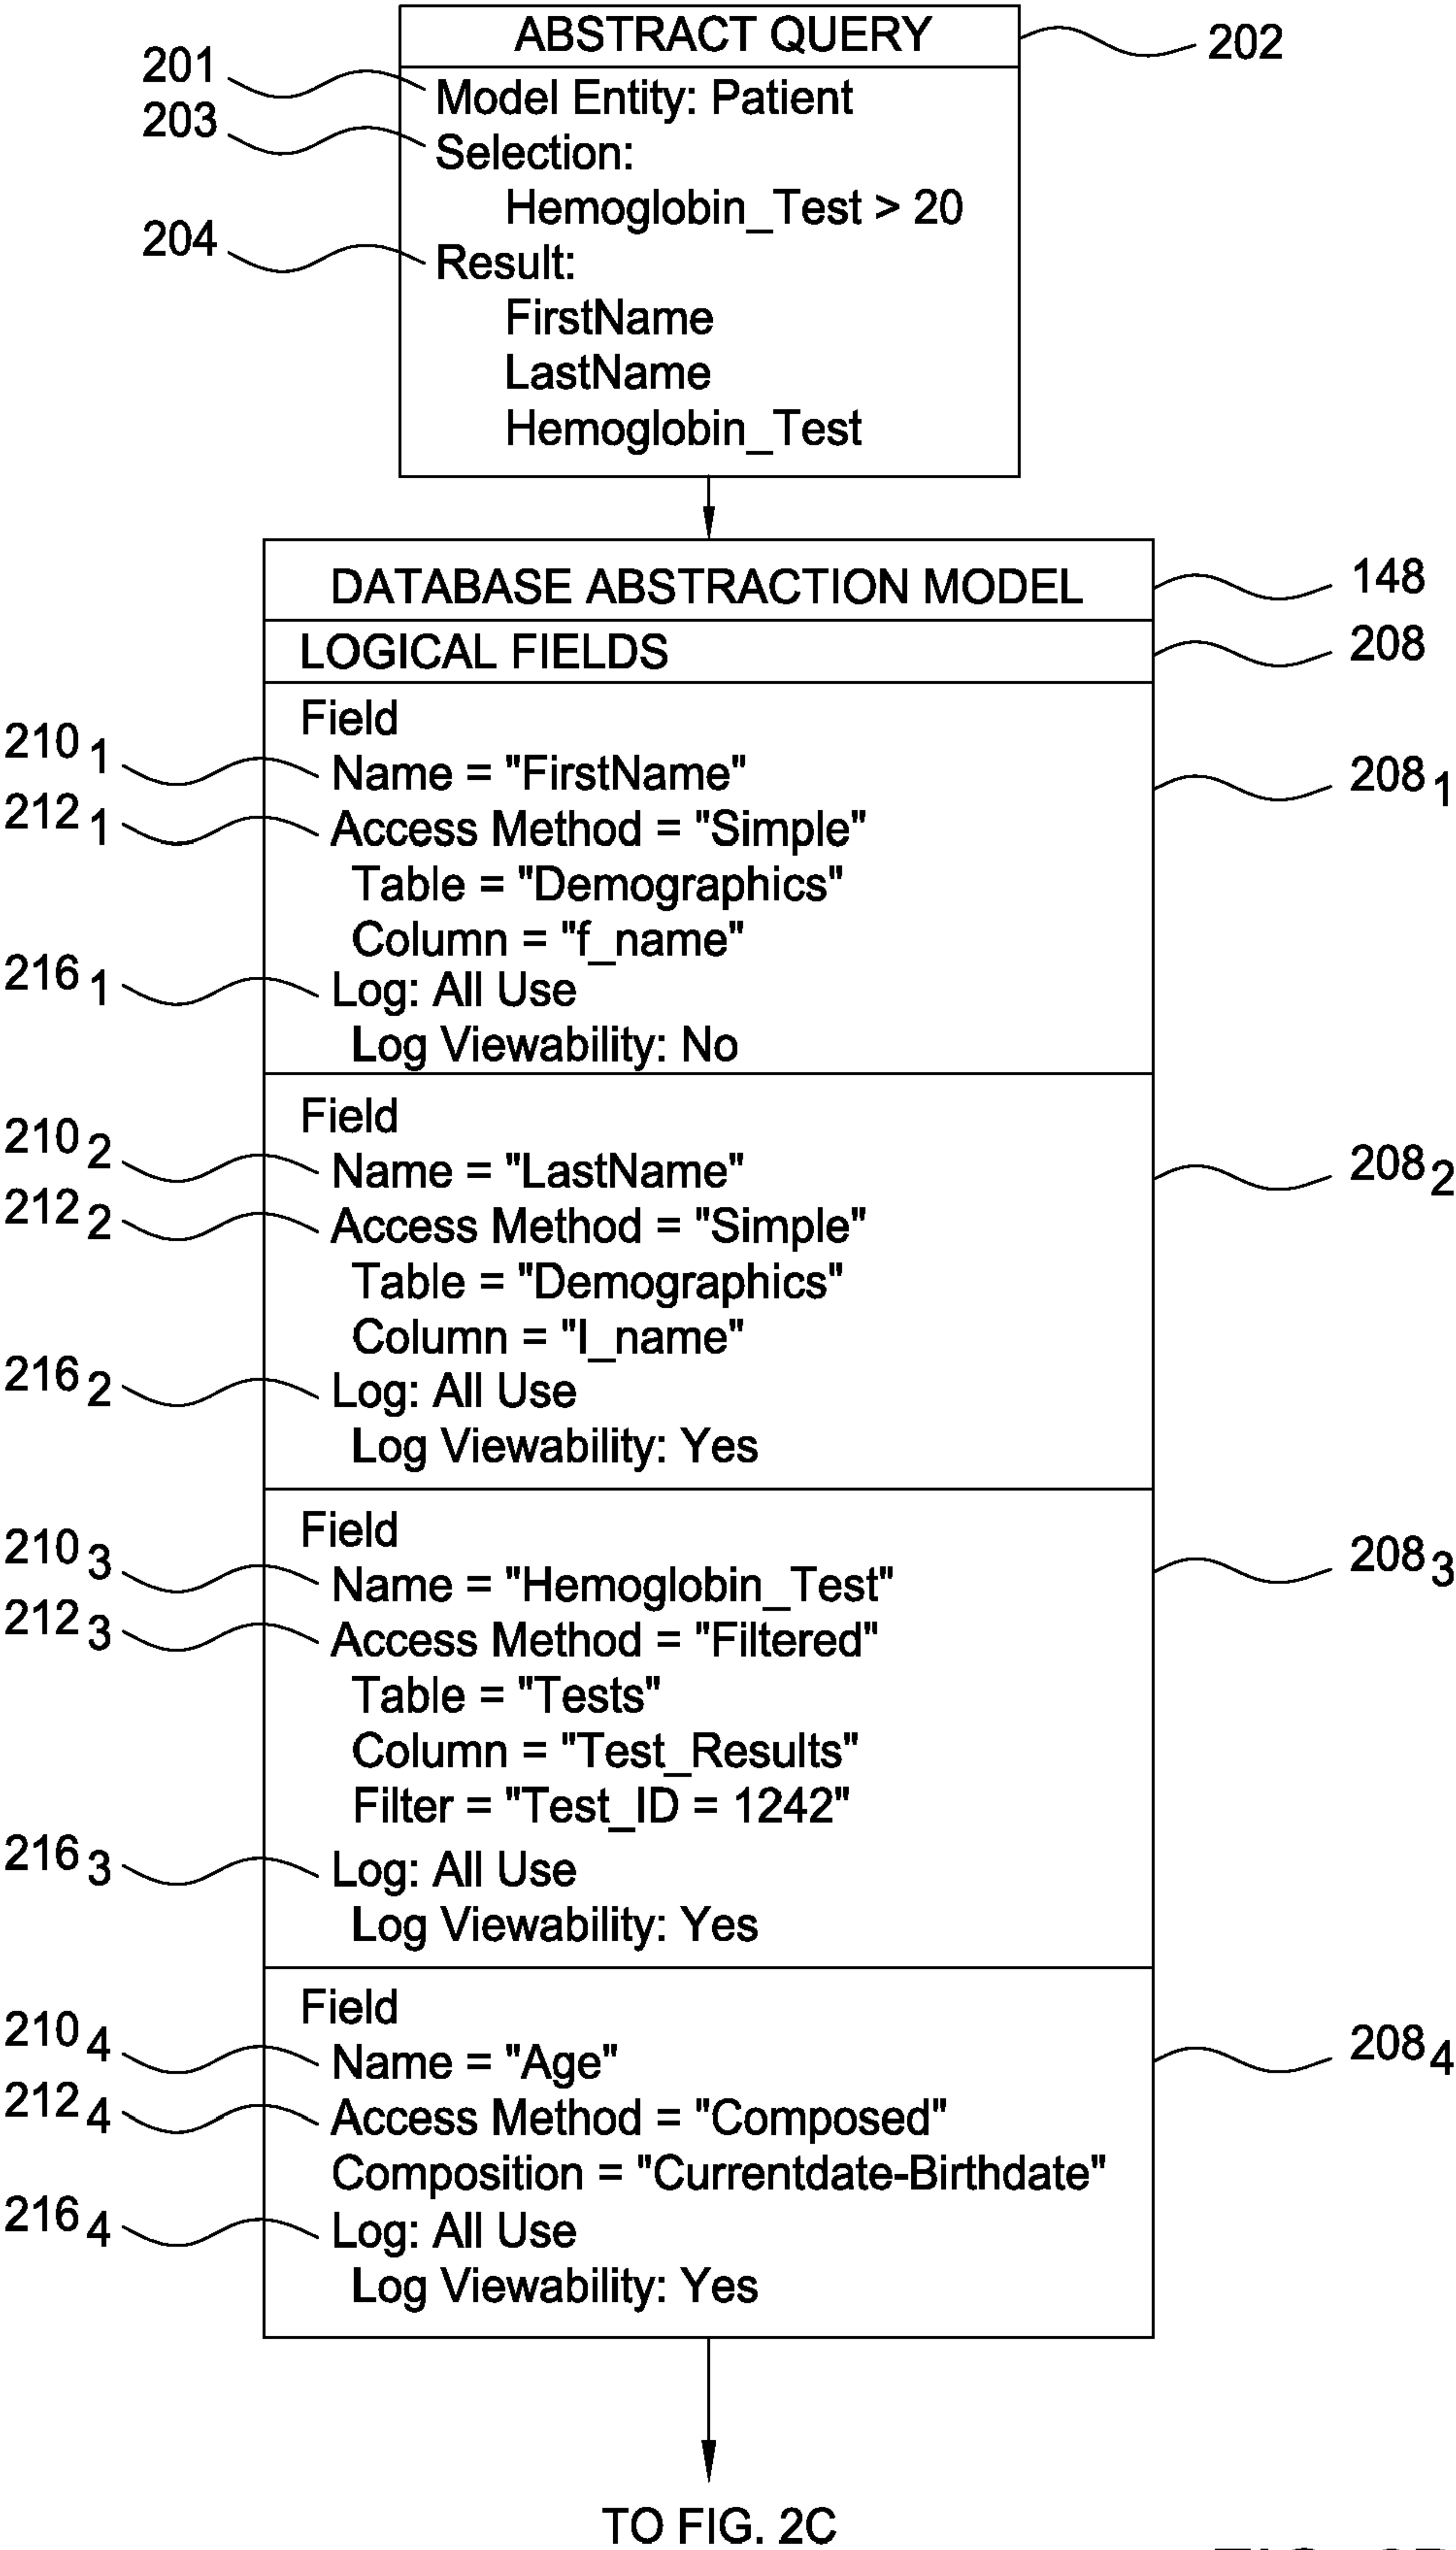 ABSTRACT QUERY
202
201
Model Entity: Patient
203
Selection:
Hemoglobin_Test > 20
204
Result:
FirstName
LastName
Hemoglobin_Test
DATABASE ABSTRACTION MODEL
148
LOGICAL FIELDS
208
Field
210 1
Name = "FirstName"
208 1
212 1
Access Method = "Simple"
Table = "Demographics"
Column = "f_name"
216 1
Log: All Use
Log Viewability: No
Field
210 2
Name = "LastName"
208 2
212 2
Access Method = "Simple"
Table = "Demographics"
Column = "l_name"
216 2
Log: All Use
Log Viewability: Yes
Field
210 3
Name = "Hemoglobin_Test"
208 3
212 3
Access Method = "Filtered"
Table = "Tests"
Column = "Test_Results"
Filter = "Test_ID = 1242"
216 3
Log: All Use
Log Viewability: Yes
Field
210 4
Name = "Age"
208 4
212 4
Access Method = "Composed"
Composition = "Currentdate-Birthdate"
216 4
Log: All Use
Log Viewability: Yes
TO FIG. 2C